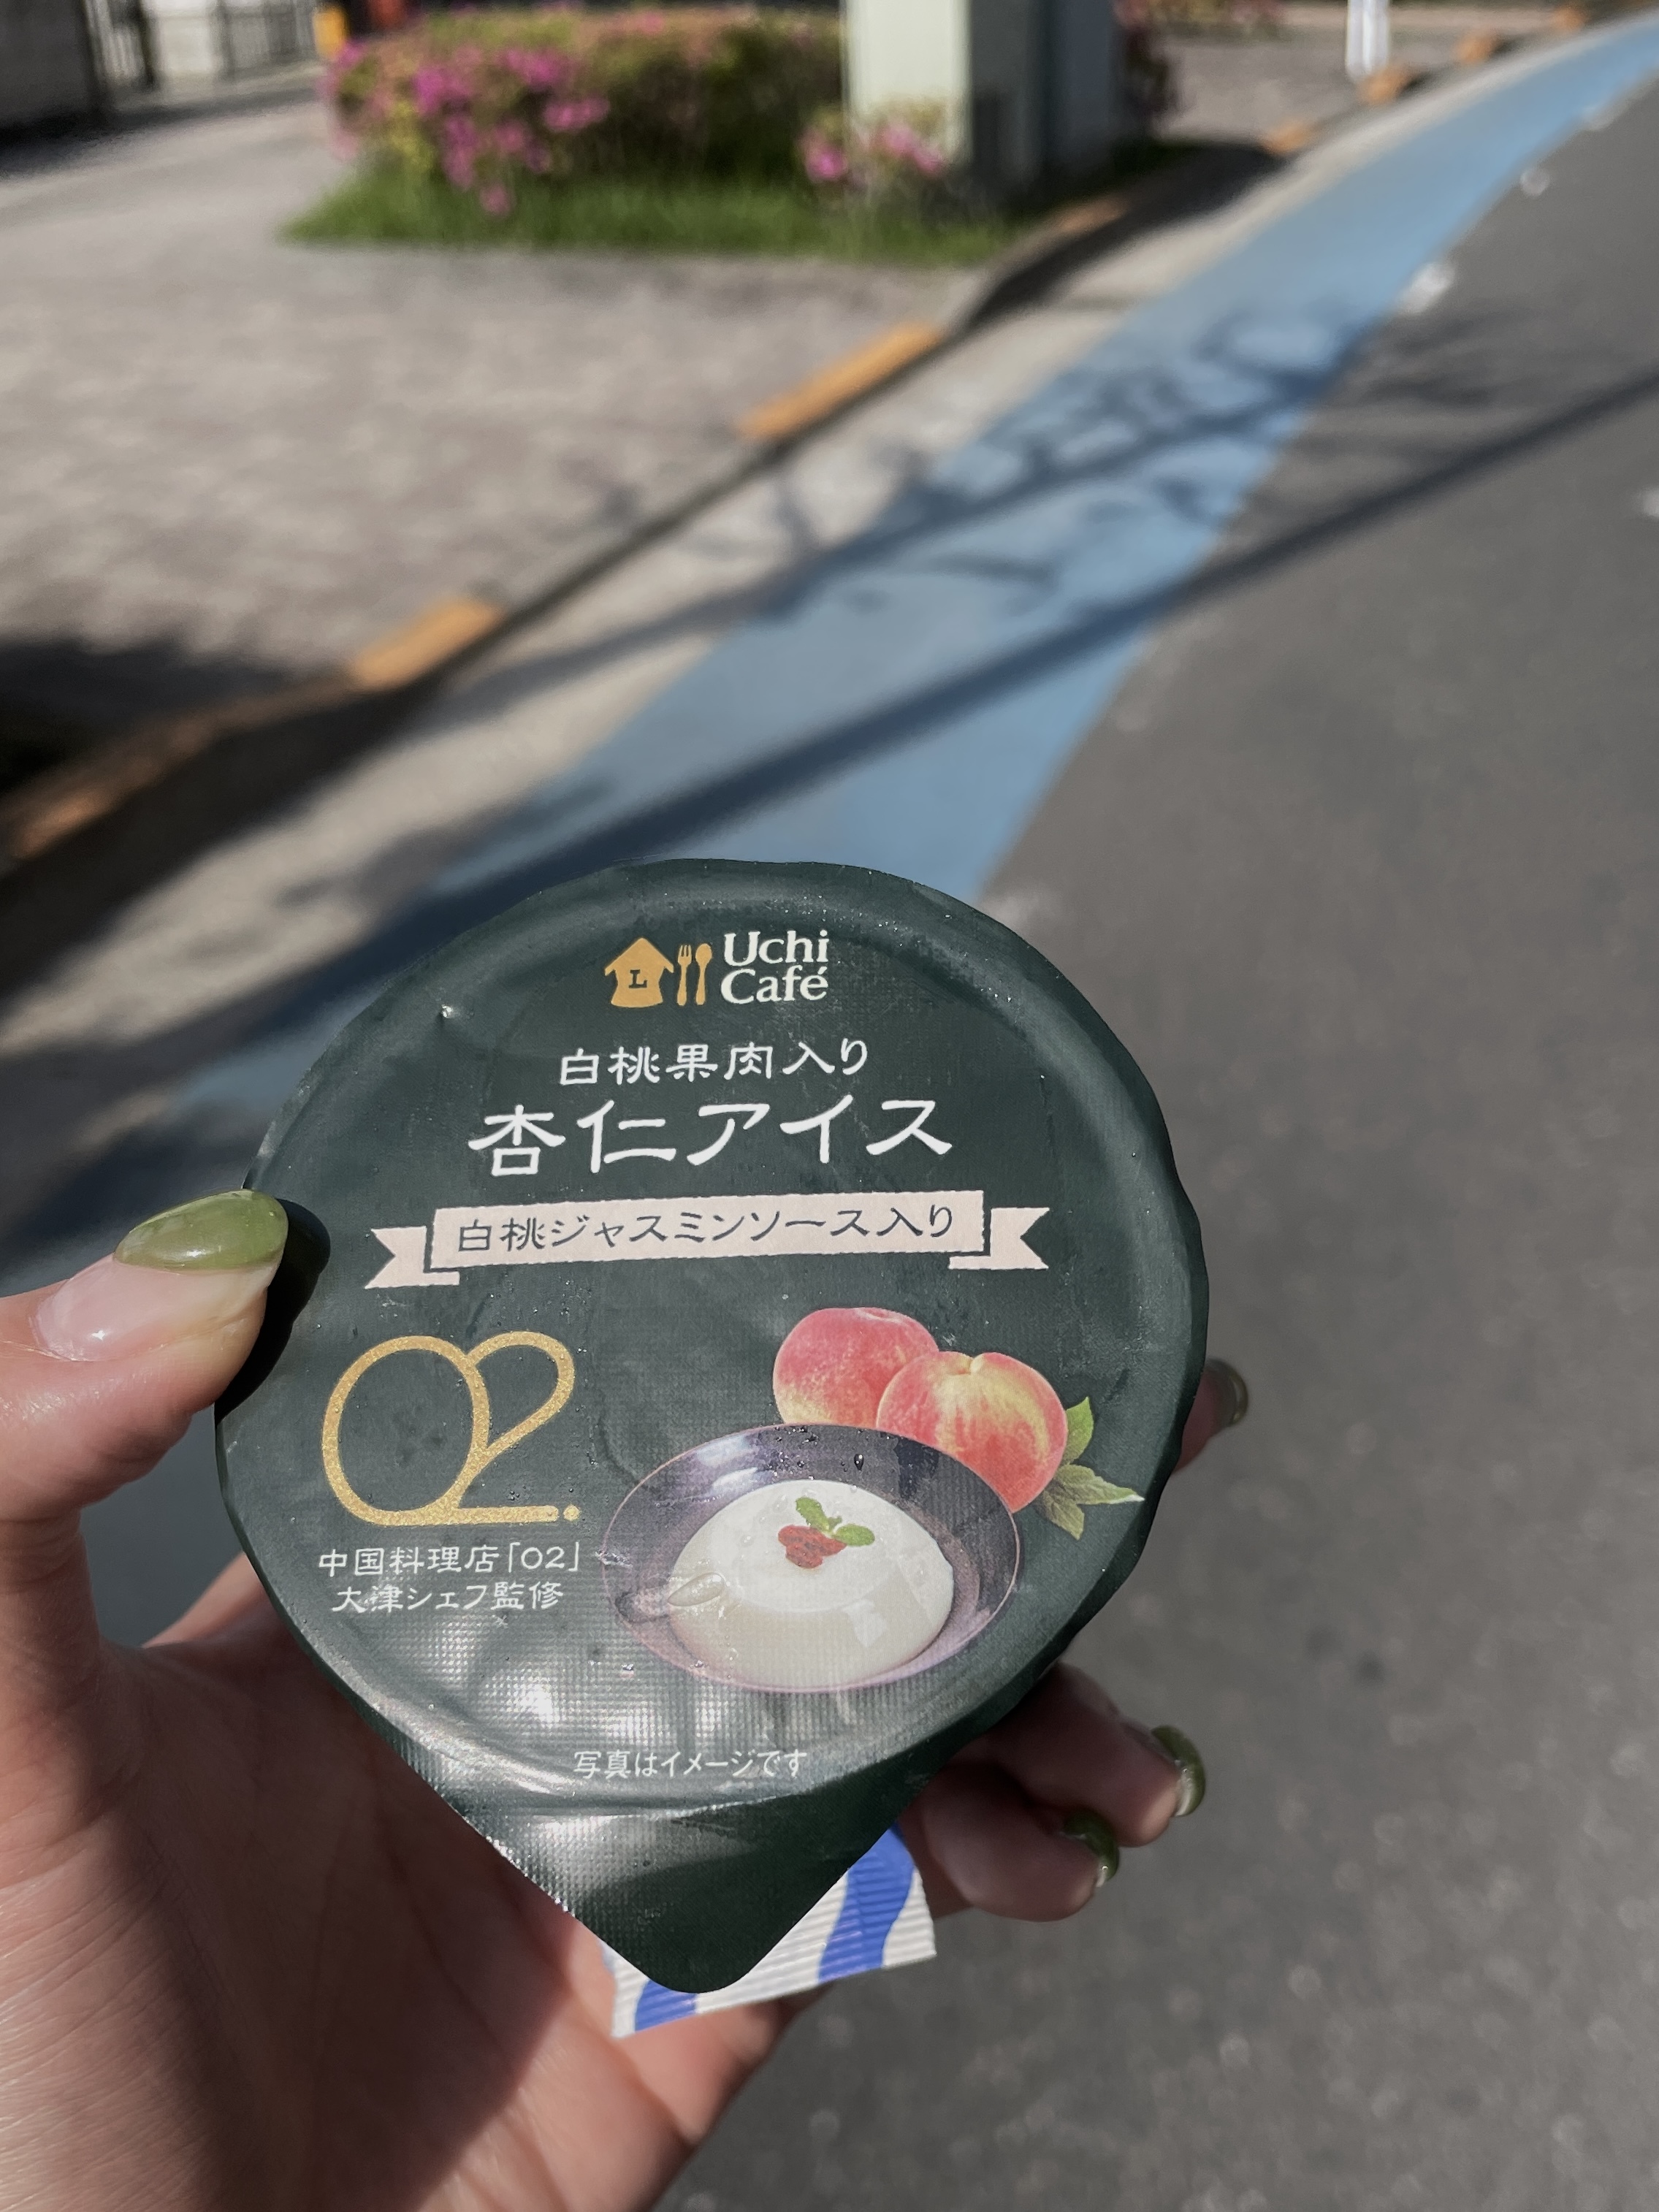 L
Uchi
Café
白桃果肉入り
杏仁アイス
白桃ジャスミンソース入り
O2.
中国料理店「O2」
大津シェフ監修
写真はイメージです